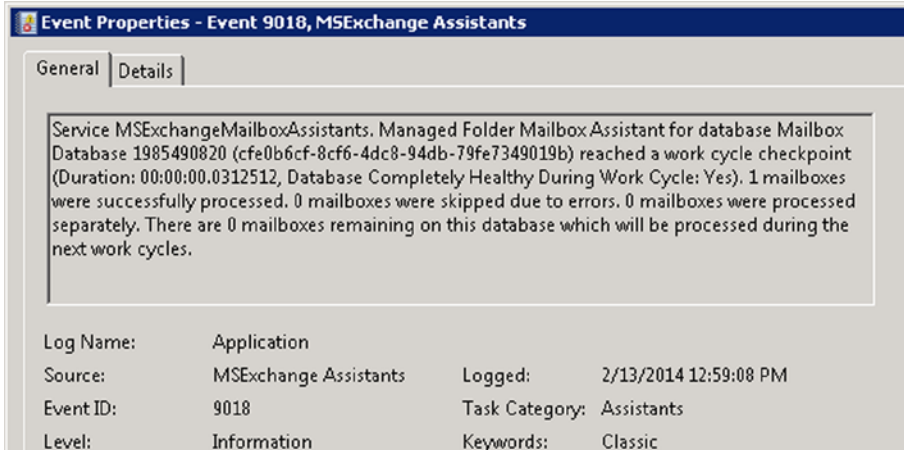 Event Properties - Event 9018, MSExchange Assistants
General Details
Service MSExchangeMailboxAssistants. Managed Folder Mailbox Assistant for database Mailbox
Database 1985490820 (cfe0b6cf-8cf6-4dc8-94db-79fe7349019b) reached a work cycle checkpoint
(Duration: 00:00:00.0312512, Database Completely Healthy During Work Cycle: Yes). 1 mailboxes
were successfully processed. 0 mailboxes were skipped due to errors. 0 mailboxes were processed
separately. There are 0 mailboxes remaining on this database which will be processed during the
next work cycles.
Log Name: Application
Source: MSExchange Assistants Logged: 2/13/2014 12:59:08 PM
Event ID: 9018 Task Category: Assistants
Level: Information Keywords: Classic